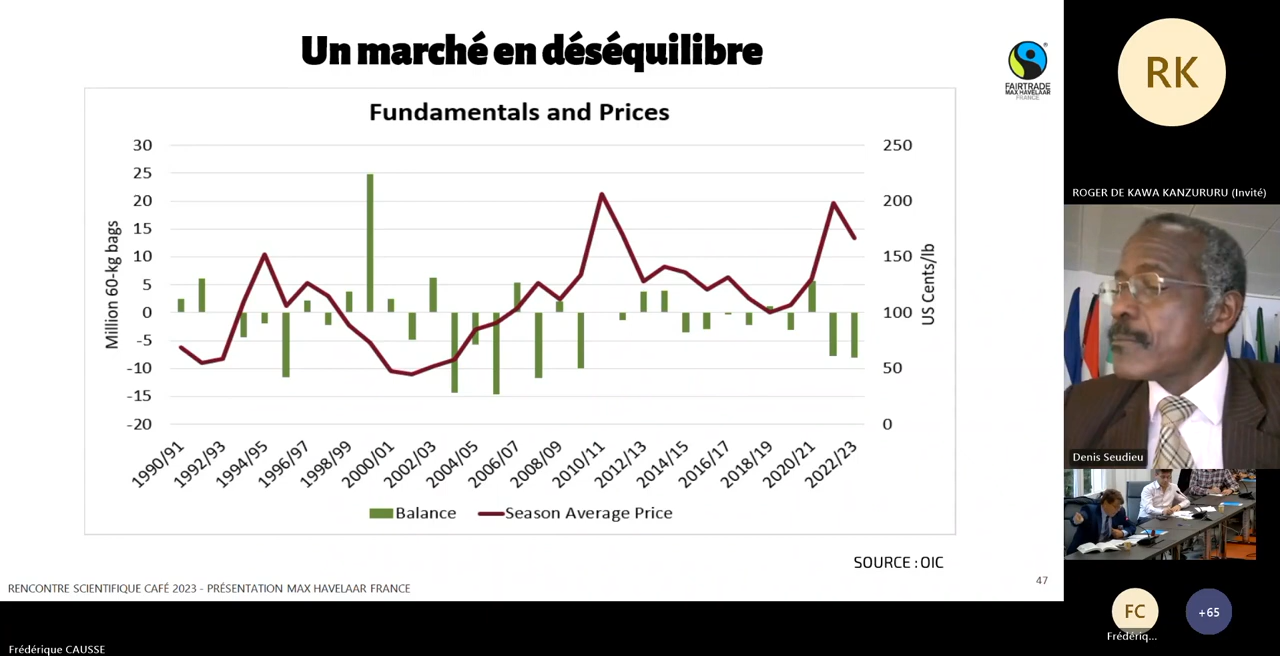 Un marché en déséquilibre
FAIRTRADE
MAX HAVELAAR
FRANCE
Fundamentals and Prices
30
25
20
15
10
5
0
-5
-10
-15
-20
Million 60-kg bags
250
200
150
100
50
0
US Cents/lb
1990/91
1992/93
1994/95
1996/97
1998/99
2000/01
2002/03
2004/05
2006/07
2008/09
2010/11
2012/13
2014/15
2016/17
2018/19
2020/21
2022/23
Balance
Season Average Price
SOURCE : OIC
47
RENCONTRE SCIENTIFIQUE CAFÉ 2023 - PRÉSENTATION MAX HAVELAAR FRANCE
Frédérique CAUSSE
RK
ROGER DE KAWA KANZURURU (Invité)
Denis Seudieu
FC
+65
Frédériq...